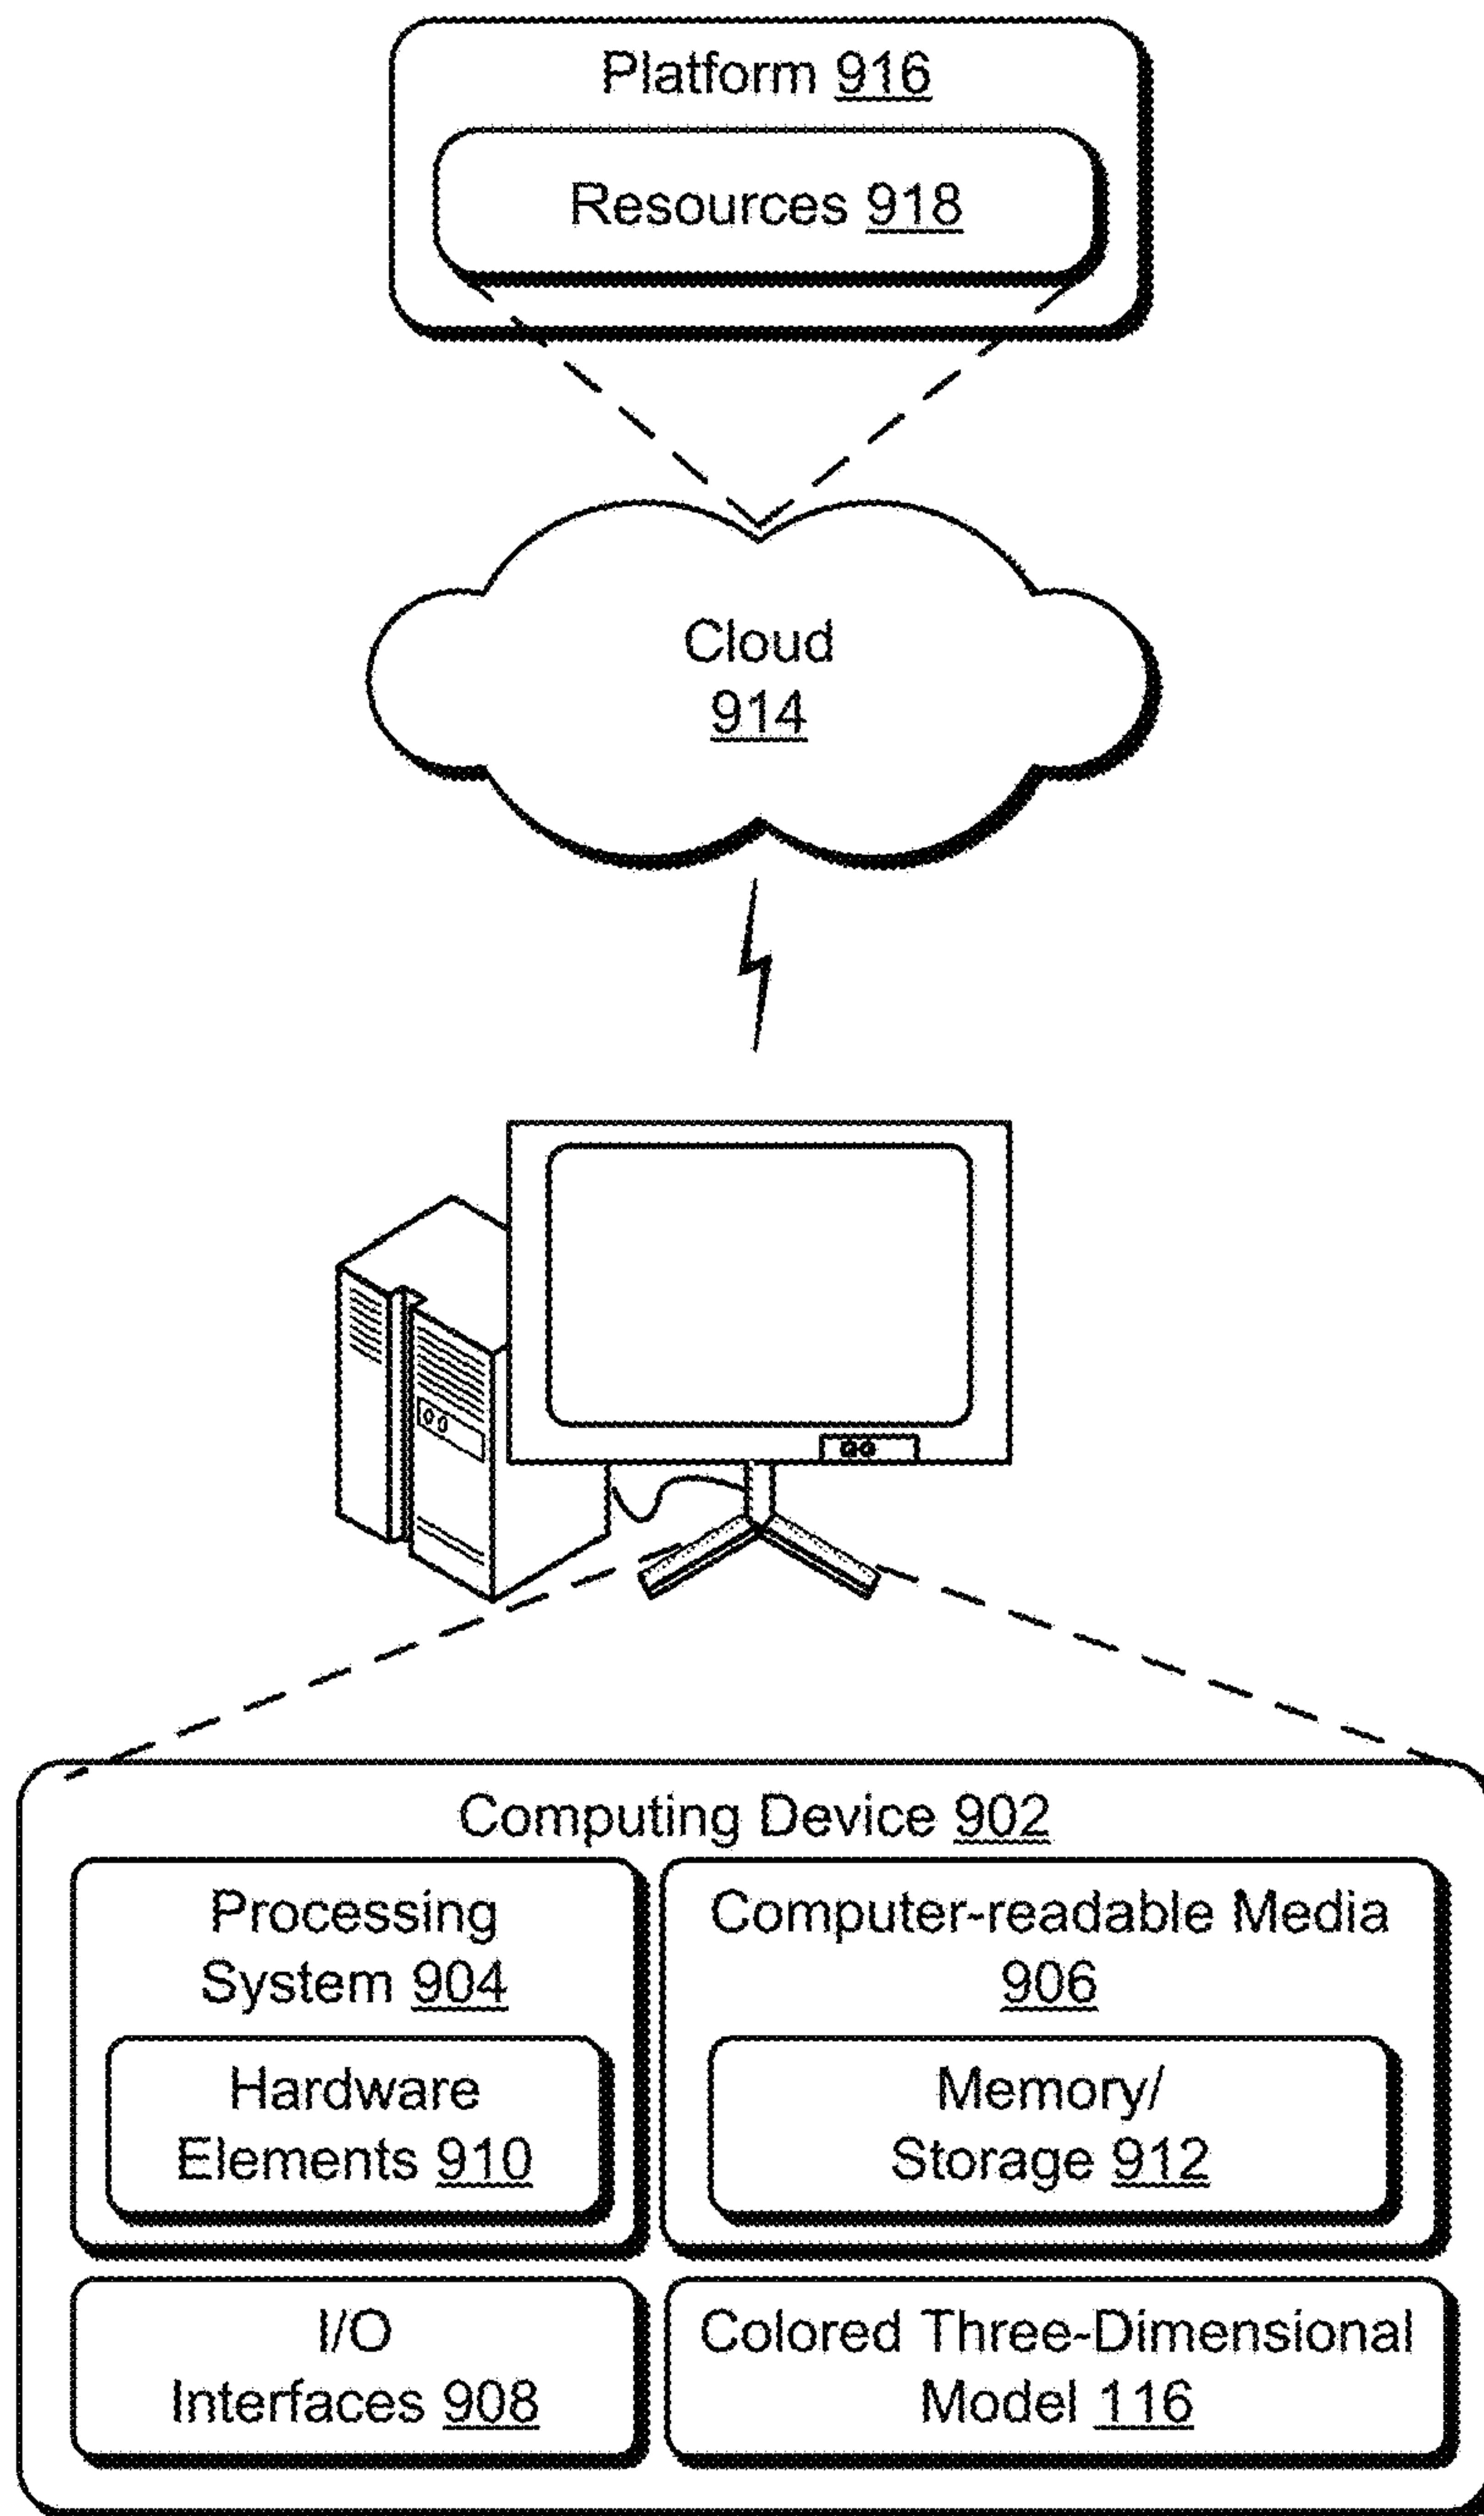 Platform 916
Resources 918
Cloud
914
Computing Device 902
Processing
System 904
Hardware
Elements 910
Computer-readable Media
906
Memory/
Storage 912
I/O
Interfaces 908
Colored Three-Dimensional
Model 116